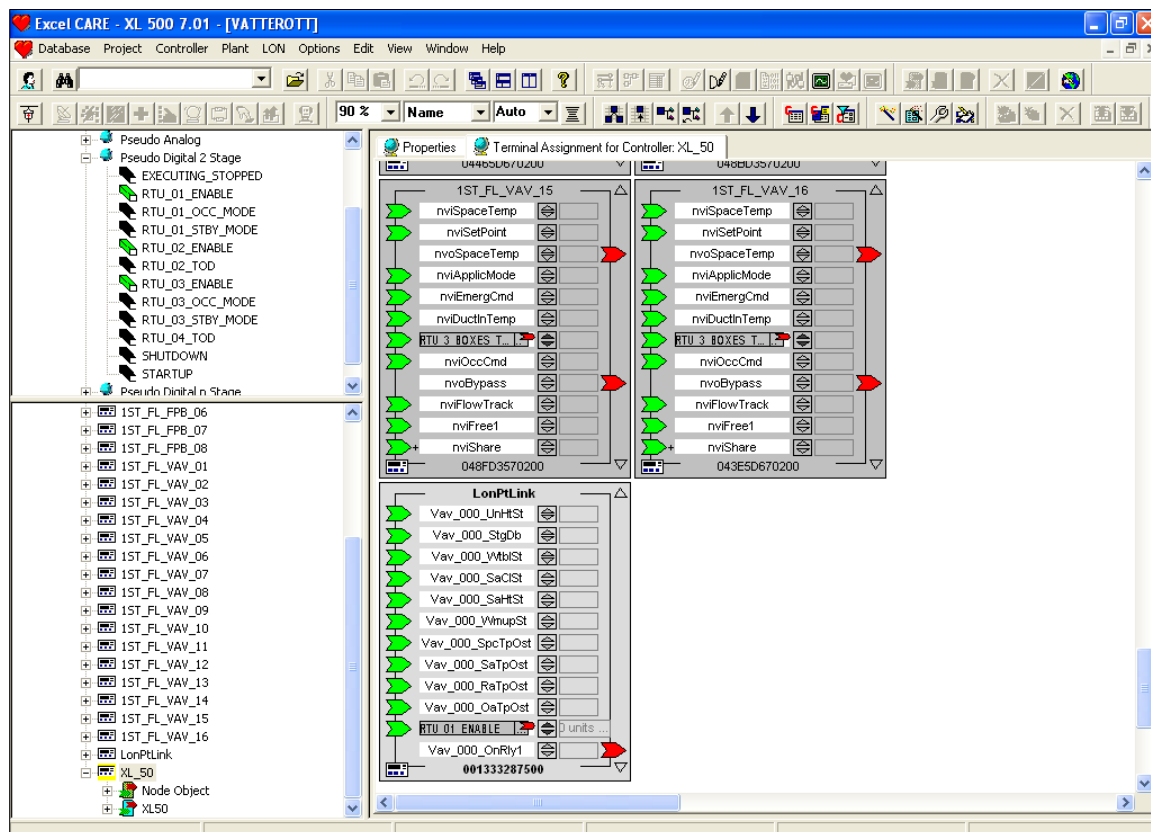 Excel CARE - XL 500 7.01 - [VATTEROTT]
Database Project Controller Plant LON Options Edit View Window Help
90 % Name Auto
Pseudo Analog
Pseudo Digital 2 Stage
EXECUTING_STOPPED
RTU_01_ENABLE
RTU_01_OCC_MODE
RTU_01_STBY_MODE
RTU_02_ENABLE
RTU_02_TOD
RTU_03_ENABLE
RTU_03_OCC_MODE
RTU_03_STBY_MODE
RTU_04_TOD
SHUTDOWN
STARTUP
Pseudo Digital n Stage
1ST_FL_FPB_06
1ST_FL_FPB_07
1ST_FL_FPB_08
1ST_FL_VAV_01
1ST_FL_VAV_02
1ST_FL_VAV_03
1ST_FL_VAV_04
1ST_FL_VAV_05
1ST_FL_VAV_06
1ST_FL_VAV_07
1ST_FL_VAV_08
1ST_FL_VAV_09
1ST_FL_VAV_10
1ST_FL_VAV_11
1ST_FL_VAV_12
1ST_FL_VAV_13
1ST_FL_VAV_14
1ST_FL_VAV_15
1ST_FL_VAV_16
LonPtLink
XL_50
Node Object
XL50
Properties Terminal Assignment for Controller: XL_50
04465D670200 048BD3570200
1ST_FL_VAV_15
nviSpaceTemp
nviSetPoint
nvoSpaceTemp
nviApplicMode
nviEmergCmd
nviDuctInTemp
RTU 3 BOXES T... ...
nviOccCmd
nvoBypass
nviFlowTrack
nviFree1
+ nviShare
048FD3570200
1ST_FL_VAV_16
nviSpaceTemp
nviSetPoint
nvoSpaceTemp
nviApplicMode
nviEmergCmd
nviDuctInTemp
RTU 3 BOXES T... ...
nviOccCmd
nvoBypass
nviFlowTrack
nviFree1
+ nviShare
043E5D670200
LonPtLink
Vav_000_UnHtSt
Vav_000_StgDb
Vav_000_WtblSt
Vav_000_SaClSt
Vav_000_SaHtSt
Vav_000_WmupSt
Vav_000_SpcTpOst
Vav_000_SaTpOst
Vav_000_RaTpOst
Vav_000_OaTpOst
RTU 01 ENABLE ... 0 units ...
Vav_000_OnRly1
001333287500